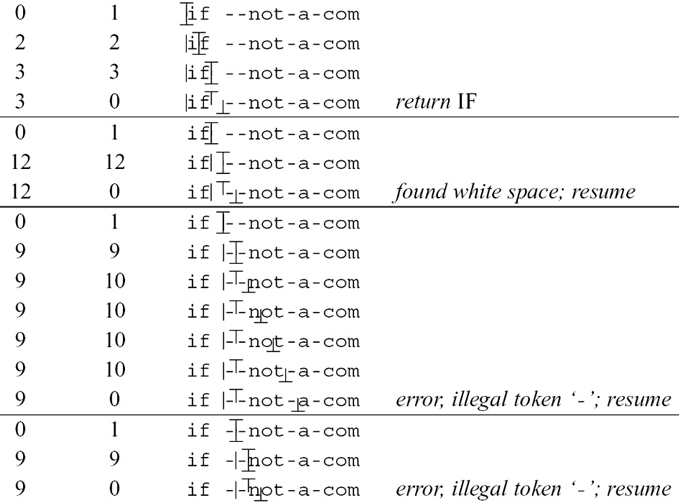 0 1 if --not-a-com
2 2 if --not-a-com
3 3 if --not-a-com
3 0 if --not-a-com return IF
0 1 if --not-a-com
12 12 if --not-a-com
12 0 if --not-a-com found white space; resume
0 1 if --not-a-com
9 9 if --not-a-com
9 10 if --not-a-com
9 10 if --not-a-com
9 10 if --not-a-com
9 10 if --not-a-com
9 0 if --not-a-com error, illegal token ‘-’; resume
0 1 if --not-a-com
9 9 if --not-a-com
9 0 if --not-a-com error, illegal token ‘-’; resume